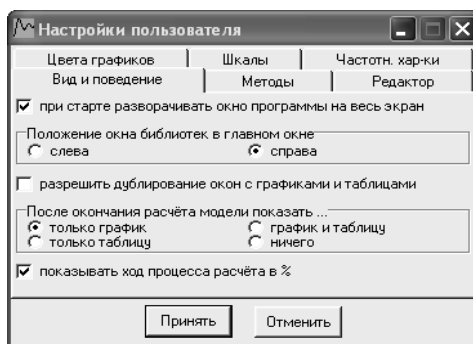 Настройки пользователя
Цвета графиков Шкалы Частотн. хар-ки
Вид и поведение Методы Редактор
при старте разворачивать окно программы на весь экран
Положение окна библиотек в главном окне
слева справа
разрешить дублирование окон с графиками и таблицами
После окончания расчёта модели показать ...
только график график и таблицу
только таблицу ничего
показывать ход процесса расчёта в %
Принять Отменить